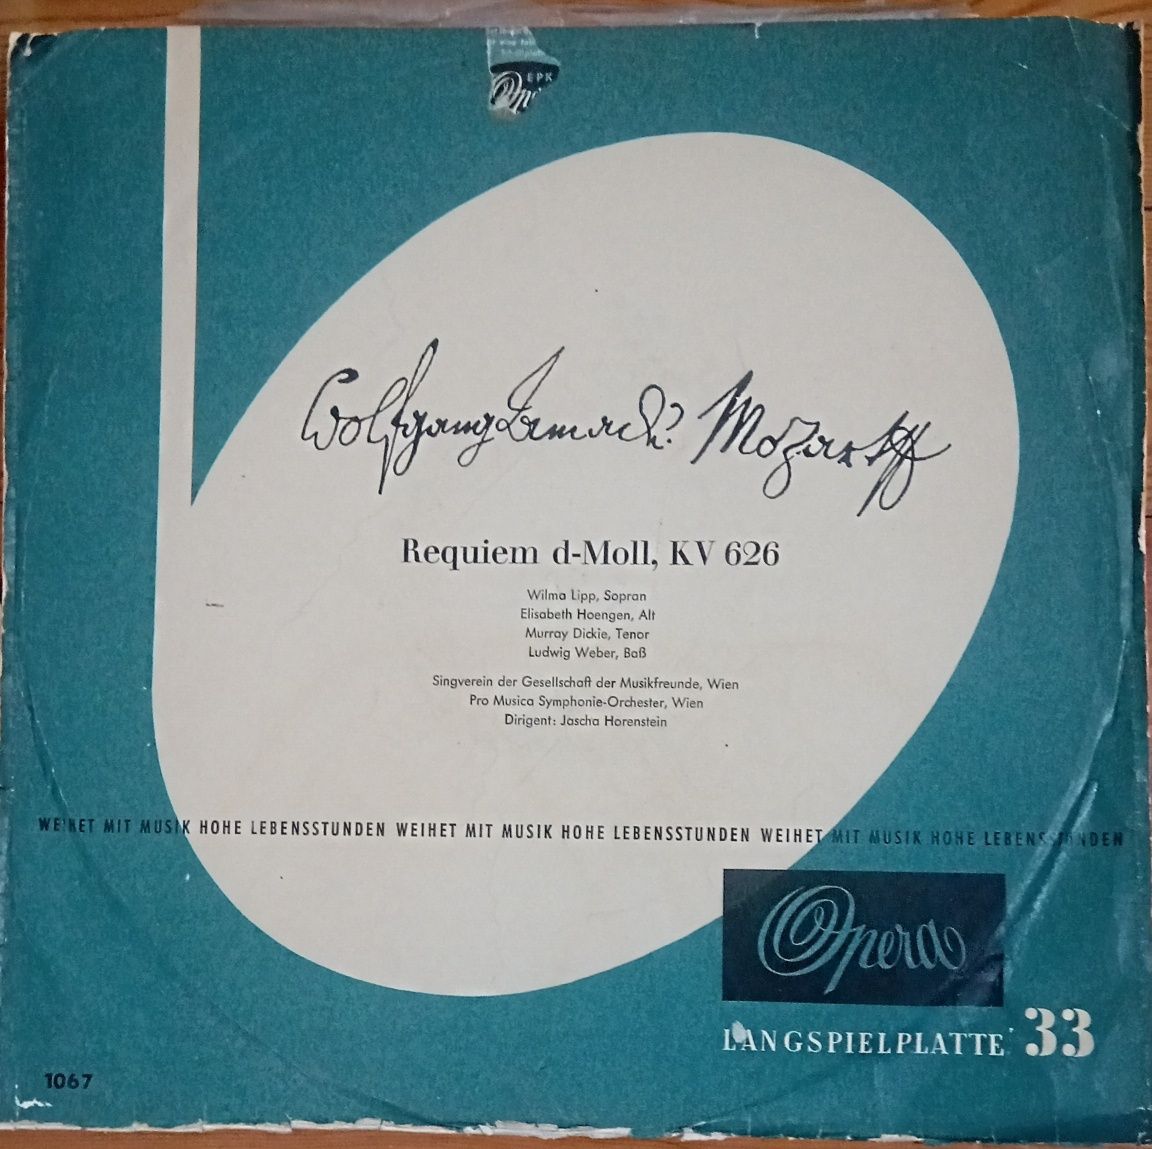 EPK
Wolfgang Amadè Mozart
Requiem d-Moll, KV 626
Wilma Lipp, Sopran
Elisabeth Hoengen, Alt
Murray Dickie, Tenor
Ludwig Weber, Baß
Singverein der Gesellschaft der Musikfreunde, Wien
Pro Musica Symphonie-Orchester, Wien
Dirigent: Jascha Horenstein
WEIHET MIT MUSIK HOHE LEBENSSTUNDEN WEIHET MIT MUSIK HOHE LEBENSSTUNDEN WEIHET MIT MUSIK HOHE LEBENSSTUNDEN
Opera
LANGSPIELPLATTE 33
1067